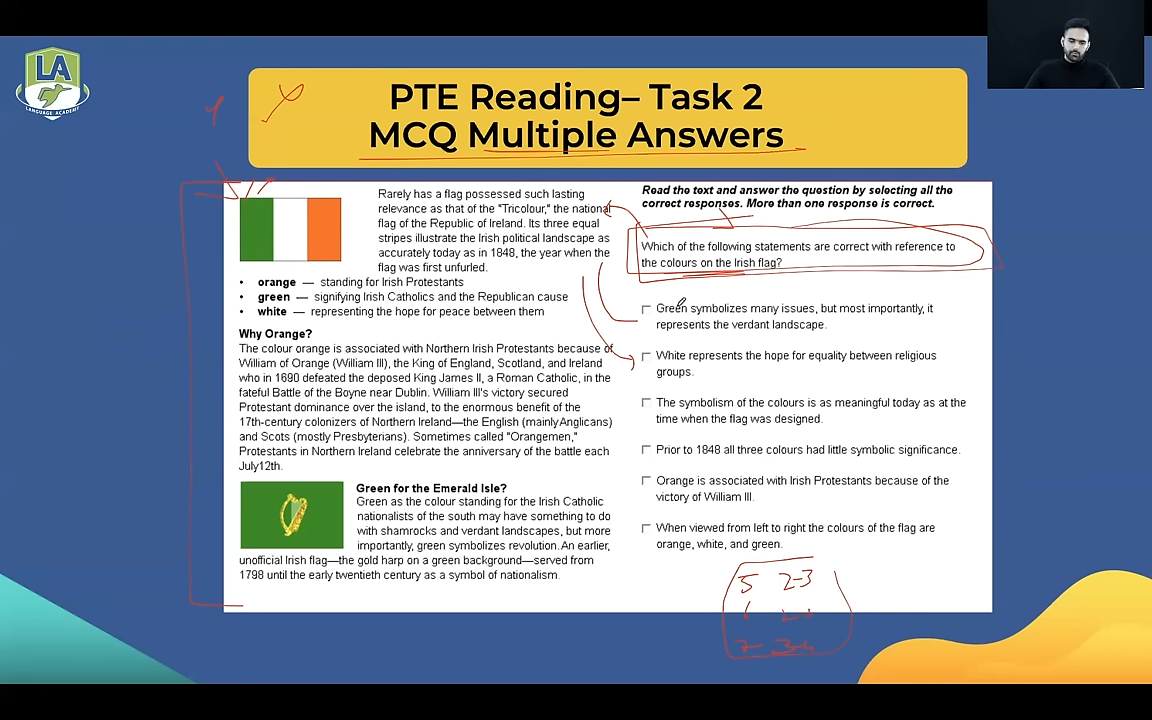 LA
LANGUAGE ACADEMY
PTE Reading– Task 2
MCQ Multiple Answers
Rarely has a flag possessed such lasting
relevance as that of the "Tricolour," the national
flag of the Republic of Ireland. Its three equal
stripes illustrate the Irish political landscape as
accurately today as in 1848, the year when the
flag was first unfurled.
• orange — standing for Irish Protestants
• green — signifying Irish Catholics and the Republican cause
• white — representing the hope for peace between them
Why Orange?
The colour orange is associated with Northern Irish Protestants because of
William of Orange (William III), the King of England, Scotland, and Ireland
who in 1690 defeated the deposed King James II, a Roman Catholic, in the
fateful Battle of the Boyne near Dublin. William III's victory secured
Protestant dominance over the island, to the enormous benefit of the
17th-century colonizers of Northern Ireland—the English (mainly Anglicans)
and Scots (mostly Presbyterians). Sometimes called "Orangemen,"
Protestants in Northern Ireland celebrate the anniversary of the battle each
July12th.
Green for the Emerald Isle?
Green as the colour standing for the Irish Catholic
nationalists of the south may have something to do
with shamrocks and verdant landscapes, but more
importantly, green symbolizes revolution. An earlier,
unofficial Irish flag—the gold harp on a green background—served from
1798 until the early twentieth century as a symbol of nationalism.
Read the text and answer the question by selecting all the
correct responses. More than one response is correct.
Which of the following statements are correct with reference to
the colours on the Irish flag?
Green symbolizes many issues, but most importantly, it
represents the verdant landscape.
White represents the hope for equality between religious
groups.
The symbolism of the colours is as meaningful today as at the
time when the flag was designed.
Prior to 1848 all three colours had little symbolic significance.
Orange is associated with Irish Protestants because of the
victory of William III.
When viewed from left to right the colours of the flag are
orange, white, and green.
5 2-3